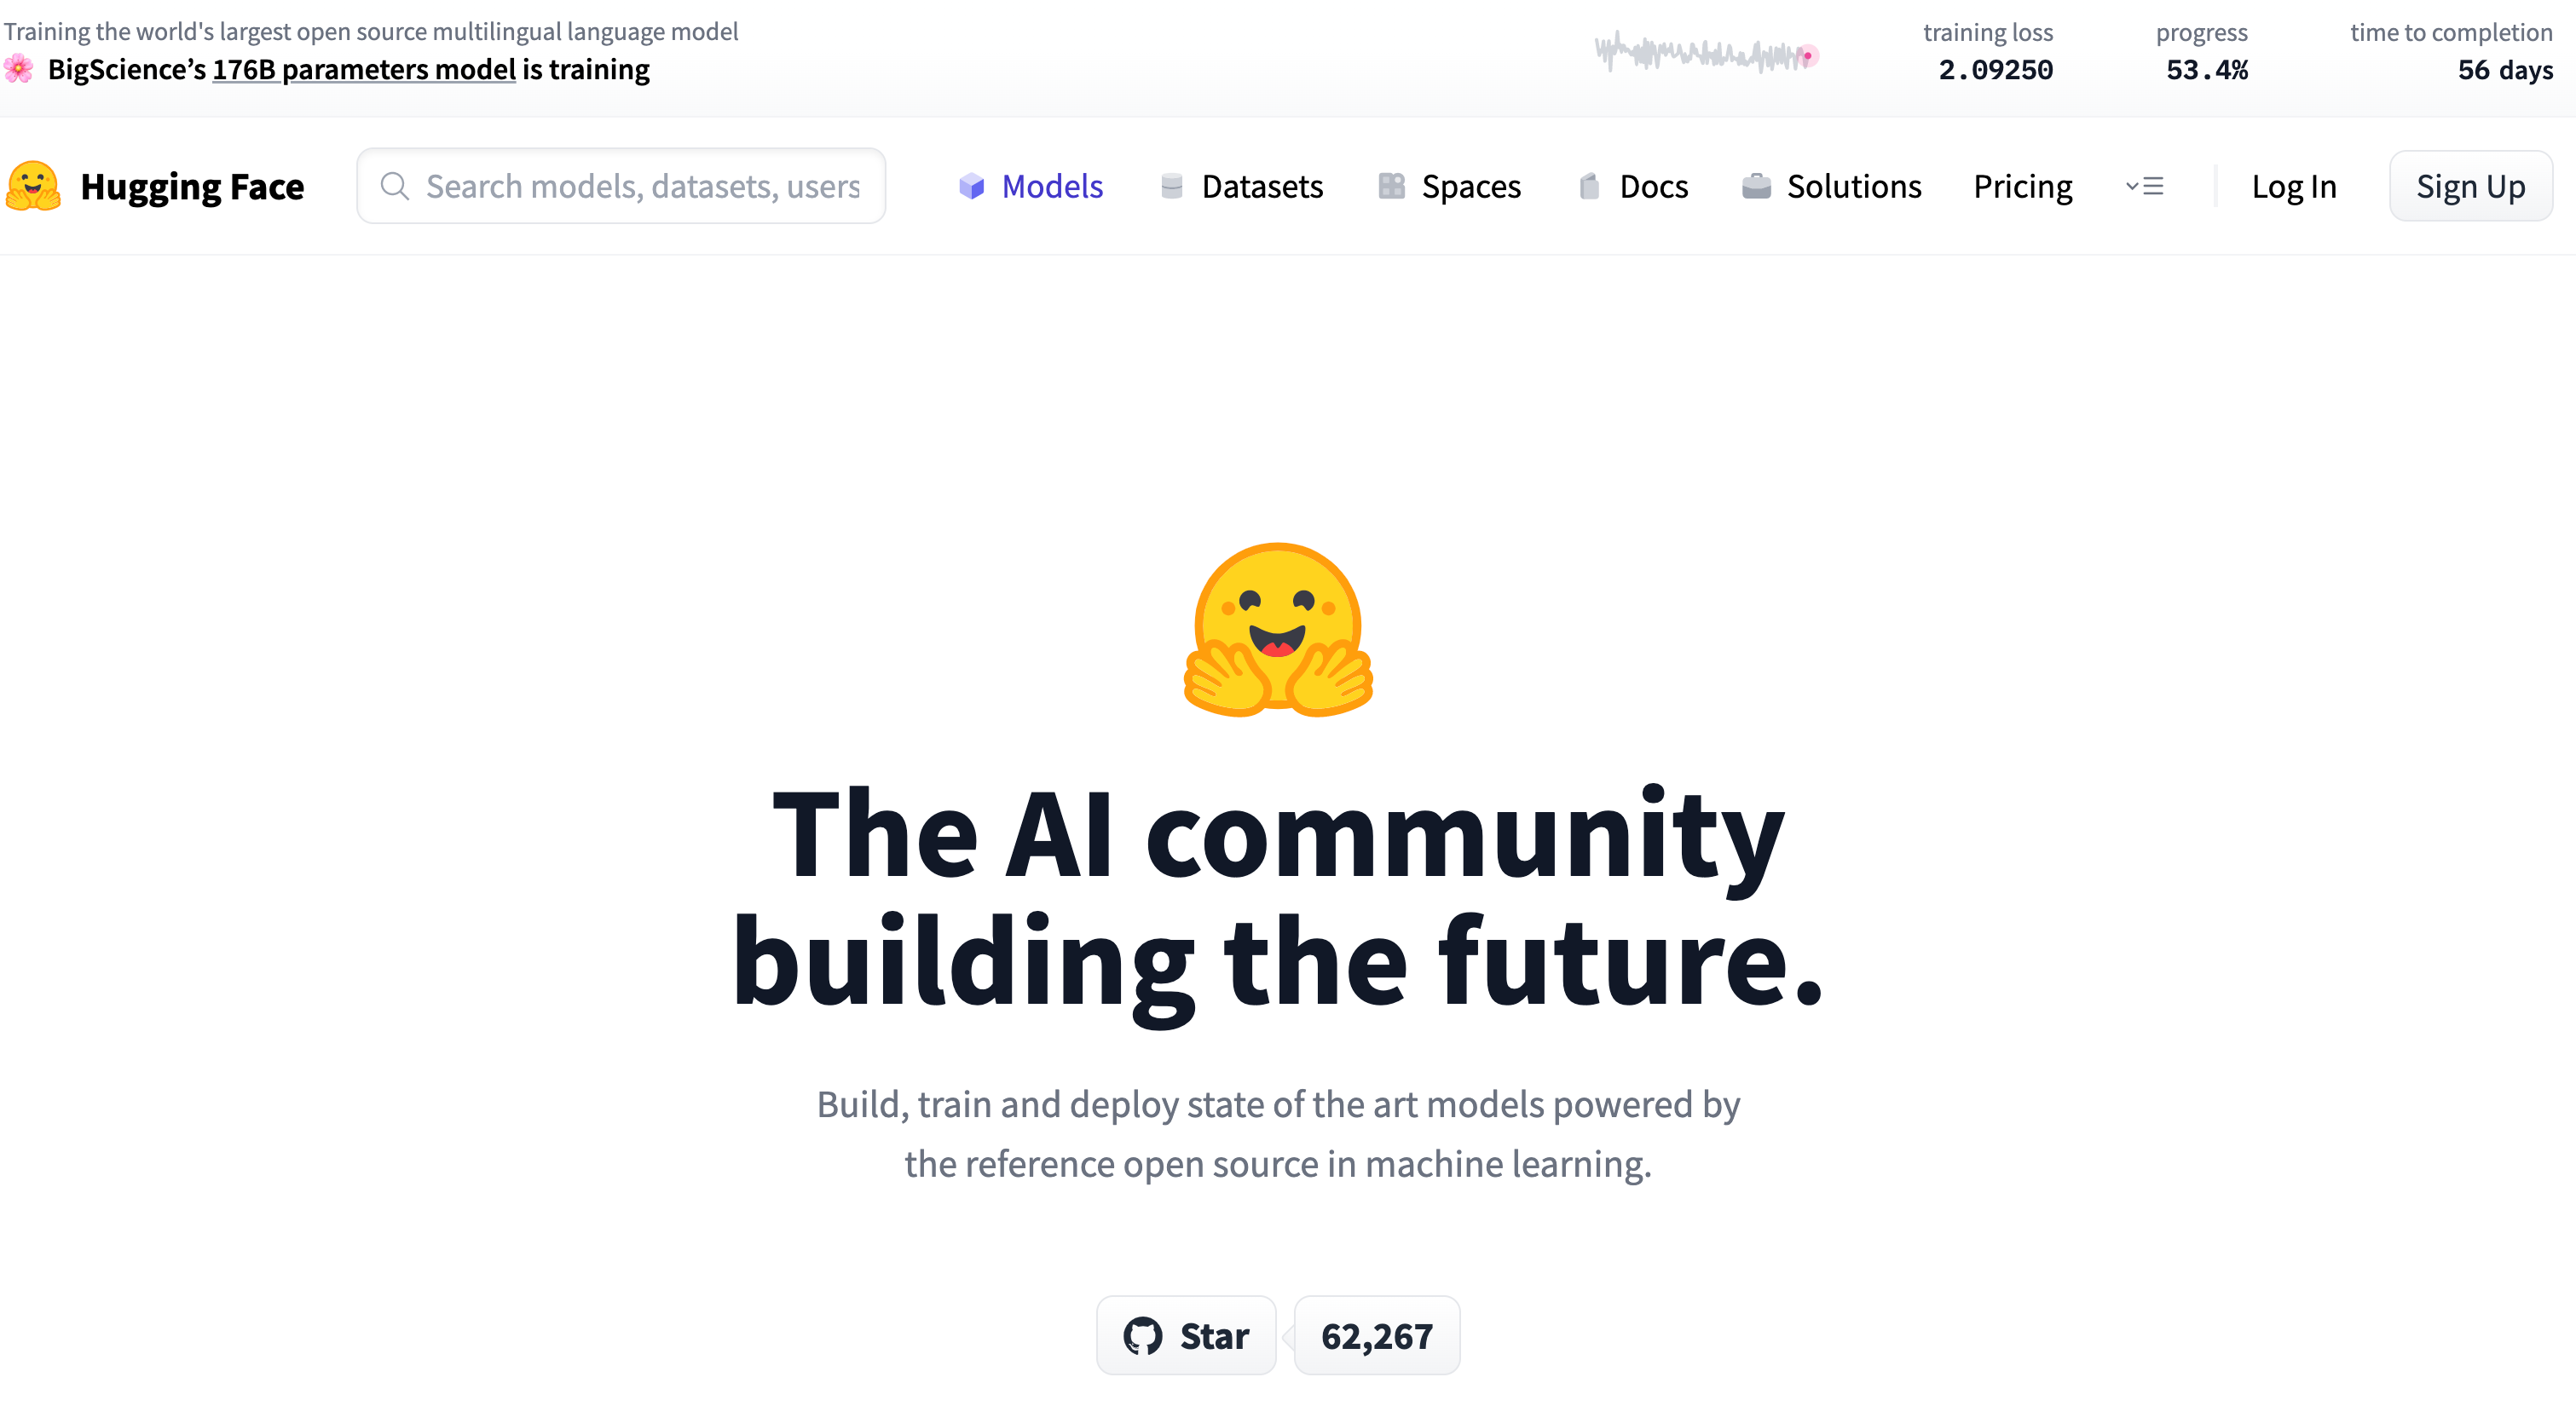 Training the world's largest open source multilingual language model
🌸 BigScience’s 176B parameters model is training
training loss
2.09250
progress
53.4%
time to completion
56 days
Hugging Face
Search models, datasets, users
Models
Datasets
Spaces
Docs
Solutions
Pricing
Log In
Sign Up
The AI community
building the future.
Build, train and deploy state of the art models powered by
the reference open source in machine learning.
Star
62,267